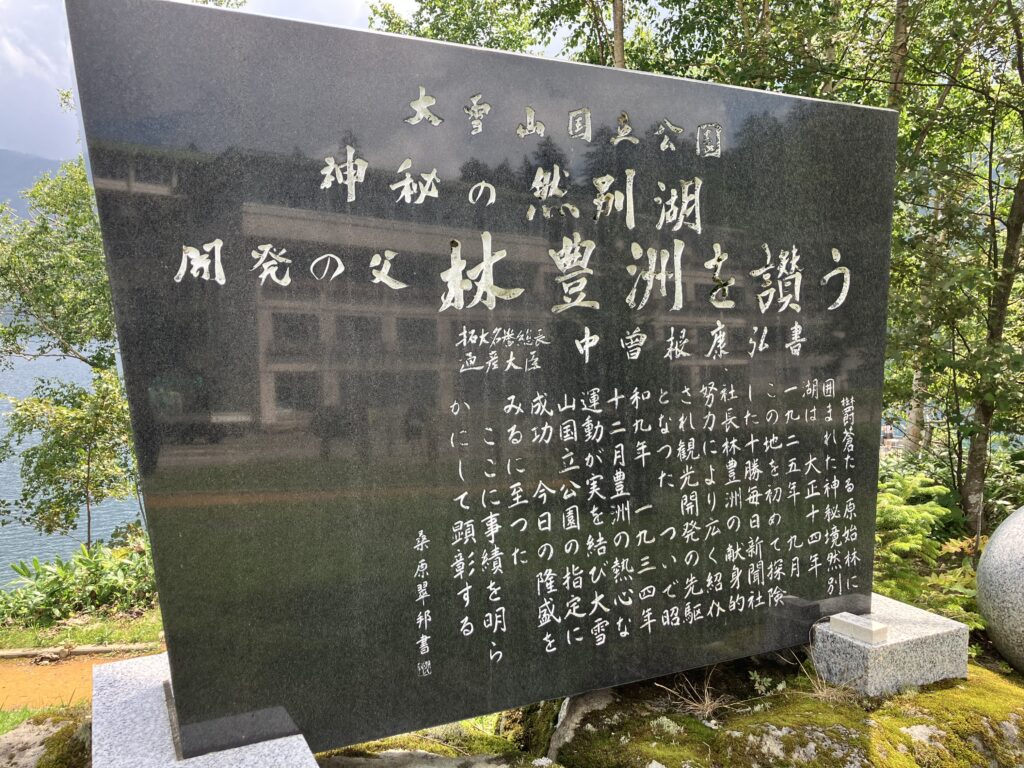 大雪山国立公園
神秘の然別湖
開発の父林豊洲を讃う
拓大名誉総長
中曽根康弘書
欝蒼たる原始林に
囲まれた神秘境然別
湖は 大正十四年
一九二五年 九月
この地を初めて探険
した十勝毎日新聞社
社長林豊洲の 献身的
努力により広く紹介
され観光開発の先駆
となつた ついで昭
和九年 一九三四年
十二月豊洲の熱心な
運動が実を結び大雪
山国立公園の指定に
成功 今日の隆盛を
みるに至つた
ここに事績を明ら
かにして顕彰する
桑原翠邦書